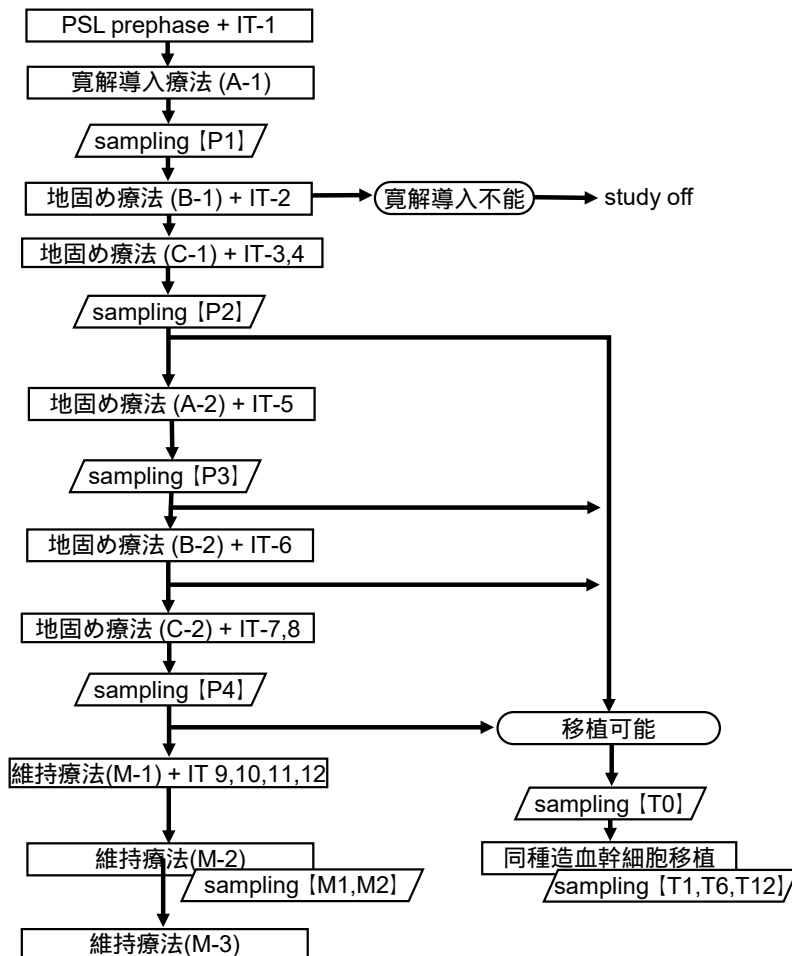 PSL prephase + IT-1
寛解導入療法 (A-1)
sampling【P1】
地固め療法 (B-1) + IT-2
寛解導入不能
study off
地固め療法 (C-1) + IT-3,4
sampling【P2】
地固め療法 (A-2) + IT-5
sampling【P3】
地固め療法 (B-2) + IT-6
地固め療法 (C-2) + IT-7,8
sampling【P4】
移植可能
維持療法(M-1) + IT 9,10,11,12
sampling【T0】
維持療法(M-2)
同種造血幹細胞移植
sampling【M1,M2】
sampling【T1,T6,T12】
維持療法(M-3)